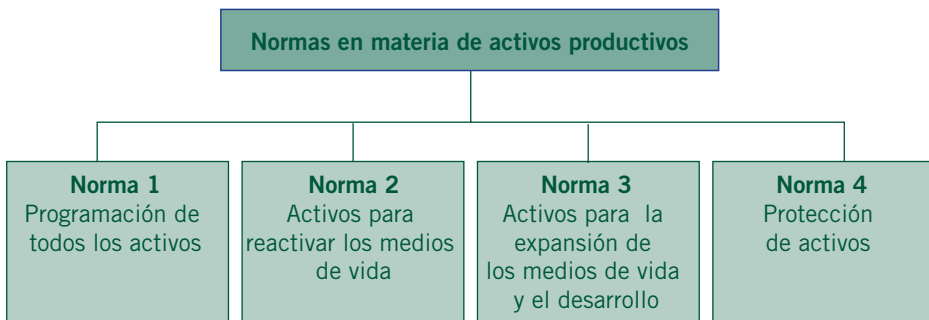 Normas en materia de activos productivos
Norma 1
Programación de
todos los activos
Norma 2
Activos para
reactivar los medios
de vida
Norma 3
Activos para la
expansión de
los medios de vida
y el desarrollo
Norma 4
Protección
de activos